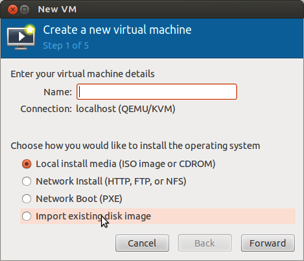 New VM
Create a new virtual machine
Step 1 of 5
Enter your virtual machine details
Name:
Connection: localhost (QEMU/KVM)
Choose how you would like to install the operating system
Local install media (ISO image or CDROM)
Network Install (HTTP, FTP, or NFS)
Network Boot (PXE)
Import existing disk image
Cancel Back Forward